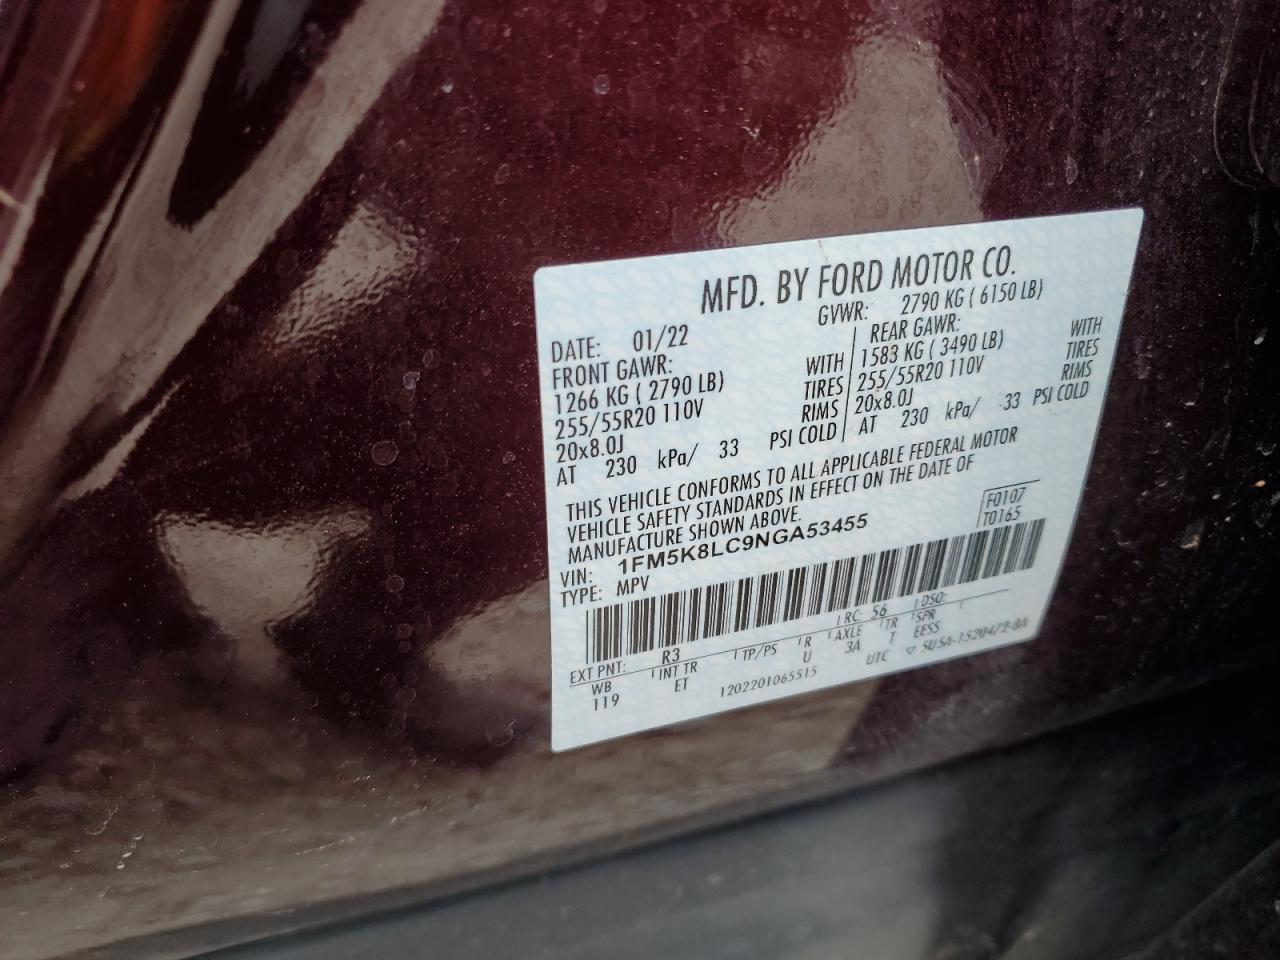 MFD. BY FORD MOTOR CO.
DATE: 01/22 GVWR: 2790 KG ( 6150 LB)
FRONT GAWR: REAR GAWR:
1266 KG ( 2790 LB) WITH 1583 KG ( 3490 LB) WITH
255/55R20 110V TIRES 255/55R20 110V TIRES
20x8.0J RIMS 20x8.0J RIMS
AT 230 kPa/ 33 PSI COLD AT 230 kPa/ 33 PSI COLD
THIS VEHICLE CONFORMS TO ALL APPLICABLE FEDERAL MOTOR
VEHICLE SAFETY STANDARDS IN EFFECT ON THE DATE OF
MANUFACTURE SHOWN ABOVE.
F0107
T0165
VIN: 1FM5K8LC9NGA53455
TYPE: MPV
EXT PNT: R3 RC: 56 DSO:
WB INT TR TP/PS R AXLE TR SPR
119 ET U 3A T EESS
1202201065515 UTC ▽ 5U5A-1520472-BA